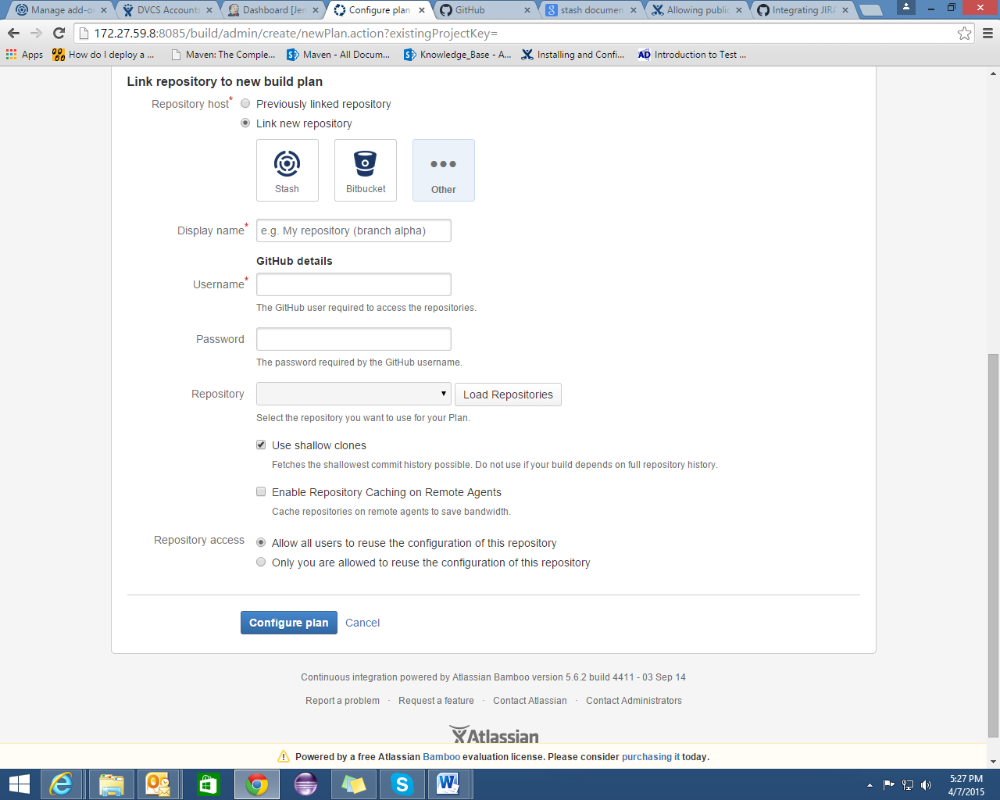 Manage add-or
DVCS Accounts
Dashboard [Jen
Configure plan
GitHub
stash documen
Allowing public
Integrating JIRA
172.27.59.8:8085/build/admin/create/newPlan.action?existingProjectKey=
Apps
How do I deploy a ...
Maven: The Comple...
Maven - All Docum...
Knowledge_Base - A...
Installing and Confi...
AD Introduction to Test ...
Link repository to new build plan
Repository host*
Previously linked repository
Link new repository
Stash
Bitbucket
Other
Display name*
e.g. My repository (branch alpha)
GitHub details
Username*
The GitHub user required to access the repositories.
Password
The password required by the GitHub username.
Repository
Load Repositories
Select the repository you want to use for your Plan.
Use shallow clones
Fetches the shallowest commit history possible. Do not use if your build depends on full repository history.
Enable Repository Caching on Remote Agents
Cache repositories on remote agents to save bandwidth.
Repository access
Allow all users to reuse the configuration of this repository
Only you are allowed to reuse the configuration of this repository
Configure plan
Cancel
Continuous integration powered by Atlassian Bamboo version 5.6.2 build 4411 - 03 Sep 14
Report a problem · Request a feature · Contact Atlassian · Contact Administrators
Atlassian
Powered by a free Atlassian Bamboo evaluation license. Please consider purchasing it today.
5:27 PM
4/7/2015